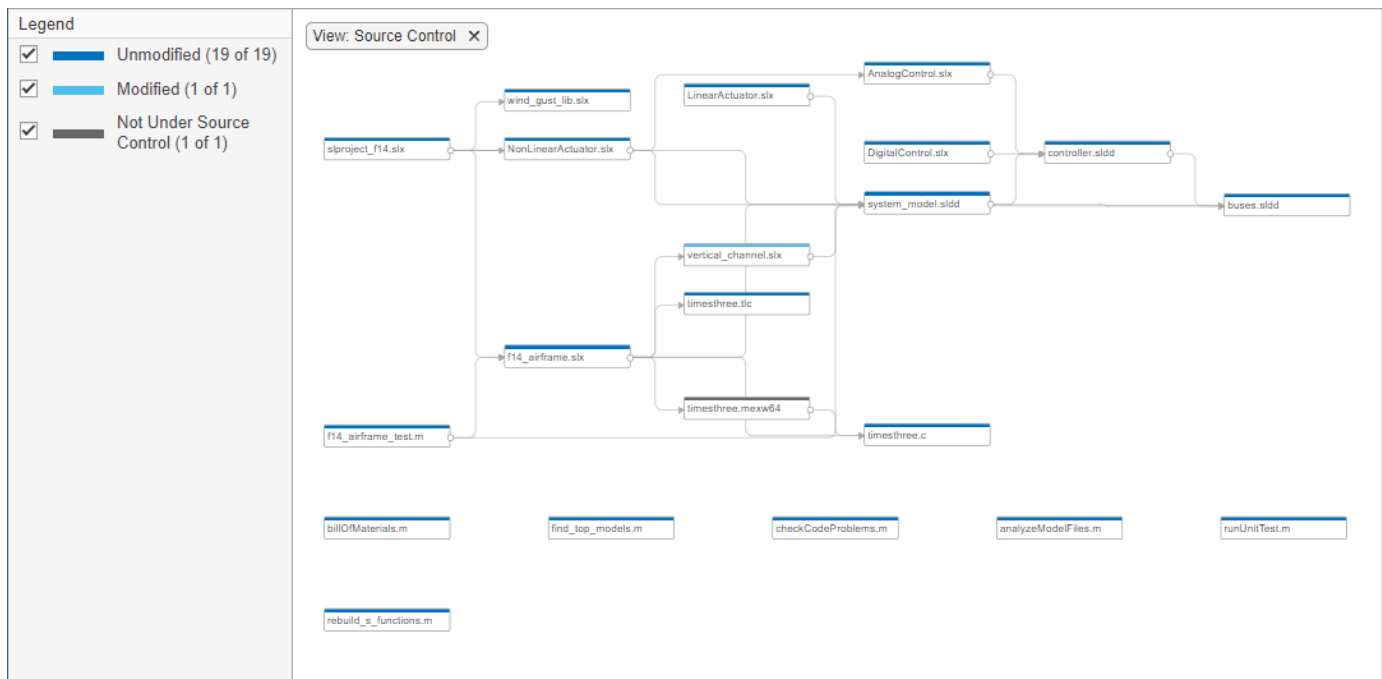 Legend
Unmodified (19 of 19)
Modified (1 of 1)
Not Under Source
Control (1 of 1)
View: Source Control
AnalogControl.slx
wind_gust_lib.slx
LinearActuator.slx
slproject_f14.slx
NonLinearActuator.slx
DigitalControl.slx
controller.sldd
system_model.sldd
buses.sldd
vertical_channel.slx
timesthree.tlc
f14_airframe.slx
timesthree.mexw64
f14_airframe_test.m
timesthree.c
billOfMaterials.m
find_top_models.m
checkCodeProblems.m
analyzeModelFiles.m
runUnitTest.m
rebuild_s_functions.m